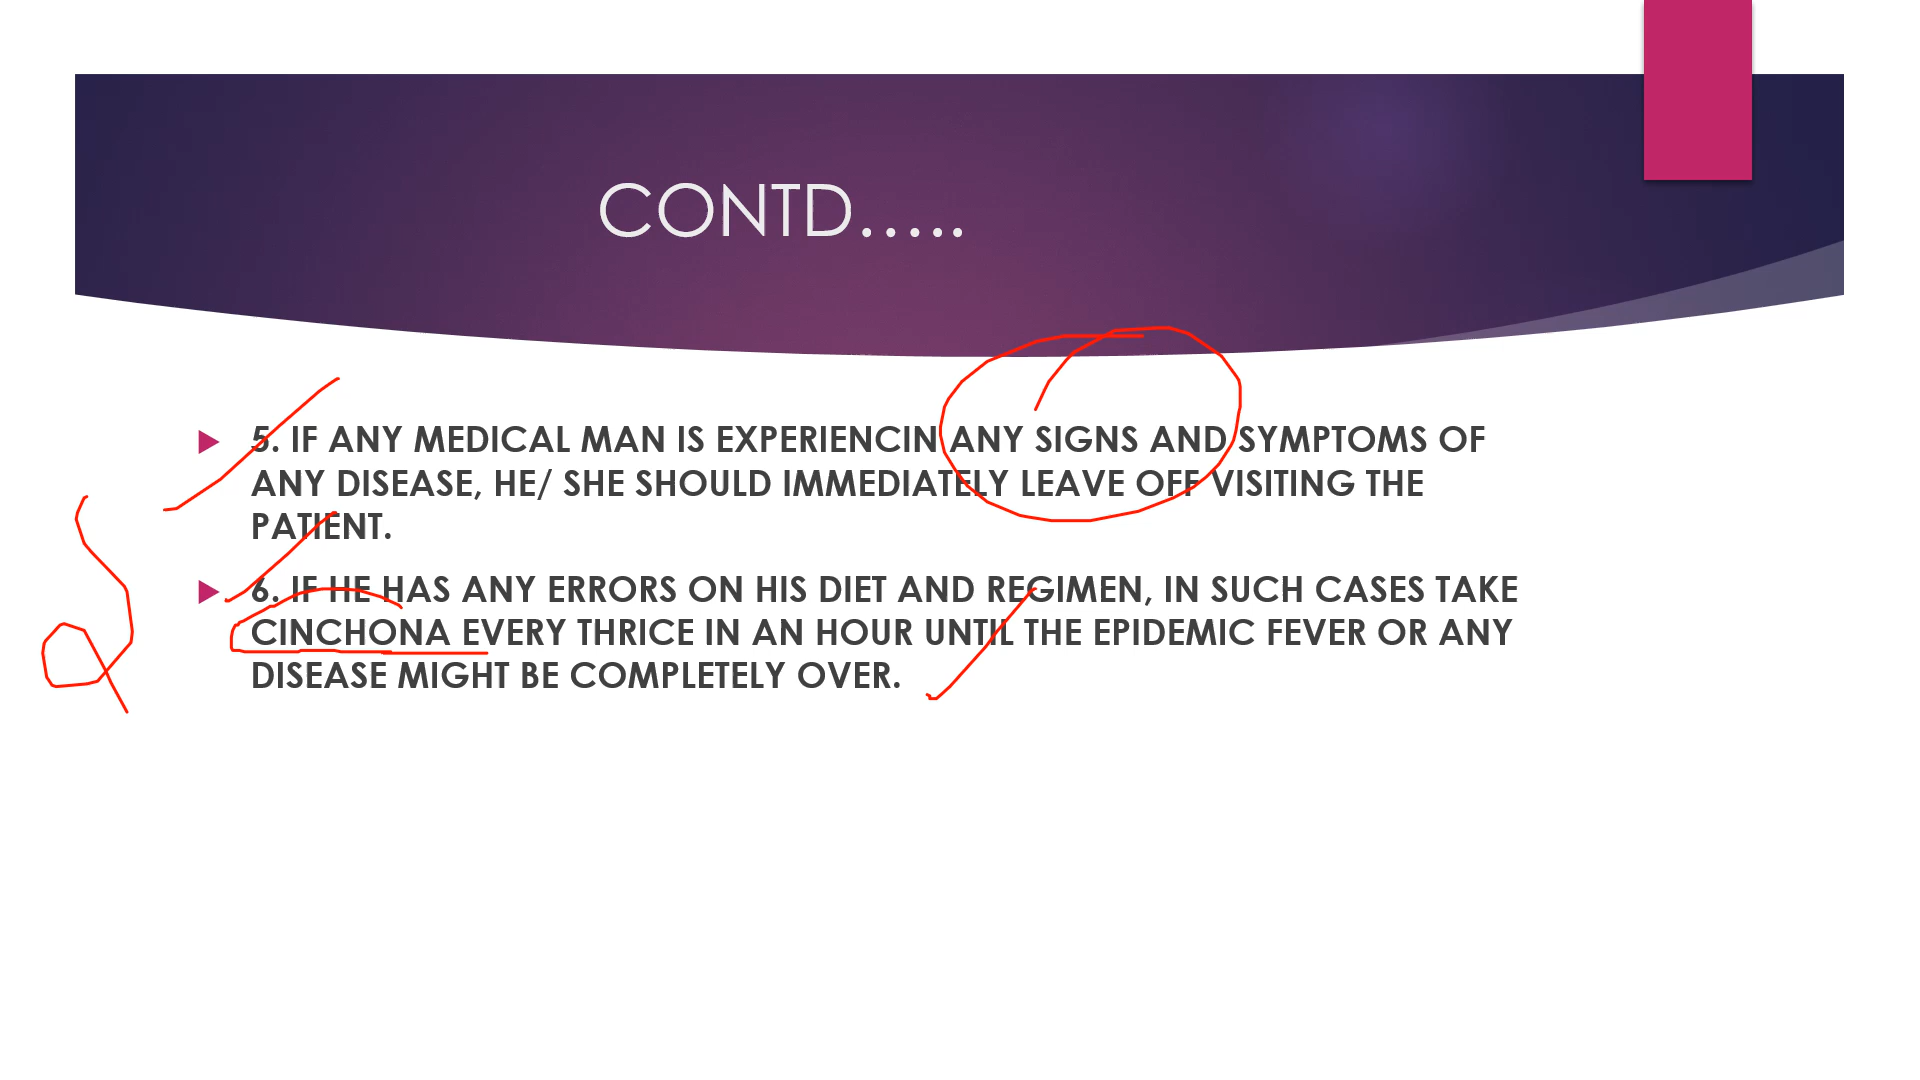 CONTD.....
5. IF ANY MEDICAL MAN IS EXPERIENCIN ANY SIGNS AND SYMPTOMS OF
ANY DISEASE, HE/ SHE SHOULD IMMEDIATELY LEAVE OFF VISITING THE
PATIENT.
6. IF HE HAS ANY ERRORS ON HIS DIET AND REGIMEN, IN SUCH CASES TAKE
CINCHONA EVERY THRICE IN AN HOUR UNTIL THE EPIDEMIC FEVER OR ANY
DISEASE MIGHT BE COMPLETELY OVER.